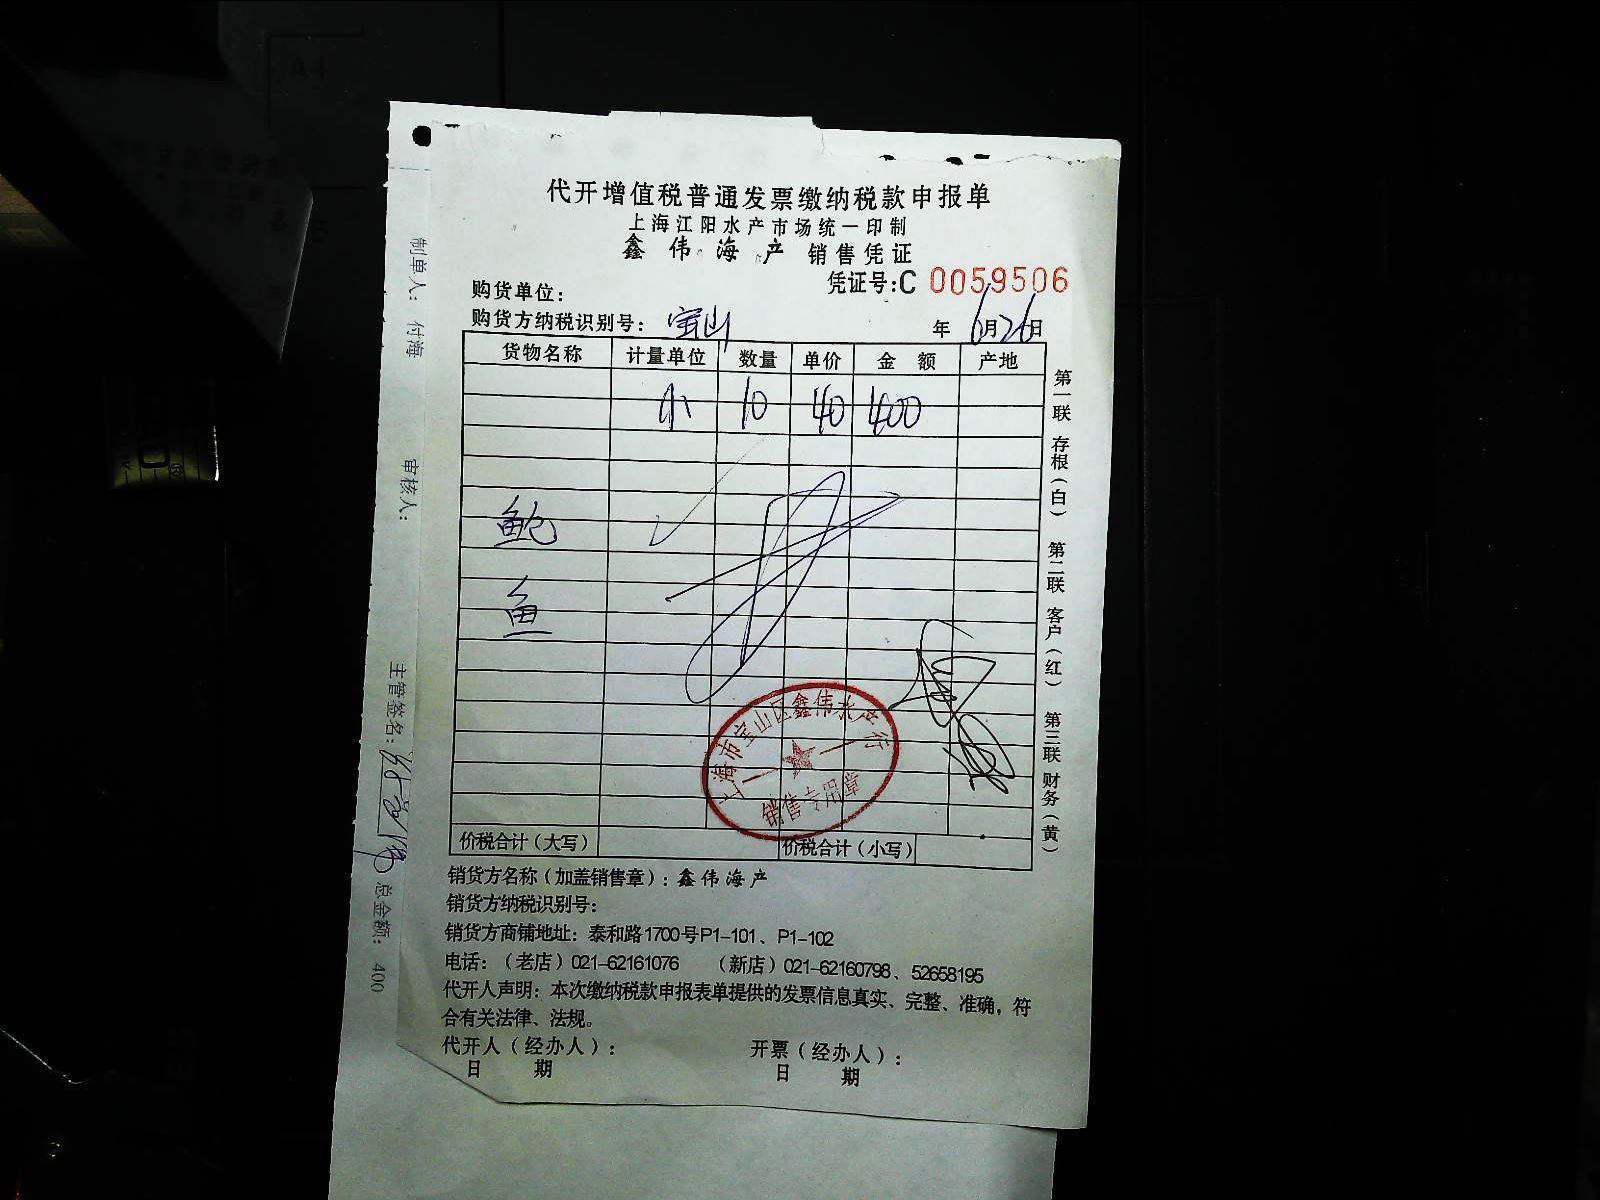 代开增值税普通发票缴纳税款申报单
上海江阳水产市场统一印制
鑫伟海产 销售凭证
凭证号:C 0059506
购货单位：
购货方纳税识别号：宝山 年6月26日
货物名称 计量单位 数量 单价 金额 产地
10 40 400
鲍
鱼
上海市宝山区鑫伟水产行
销售专用章
价税合计（大写） 价税合计（小写）
销货方名称（加盖销售章）：鑫伟海产
销货方纳税识别号：
销货方商铺地址：泰和路1700号P1-101、P1-102
电话：（老店）021-62161076 （新店）021-62160798、52658195
代开人声明：本次缴纳税款申报表单提供的发票信息真实、完整、准确，符
合有关法律、法规。
代开人（经办人）： 开票（经办人）：
日 期 日 期
第一联 存根（白） 第二联 客户（红） 第三联 财务（黄）
制单人：付海 审核人： 主管签名： 总金额：400